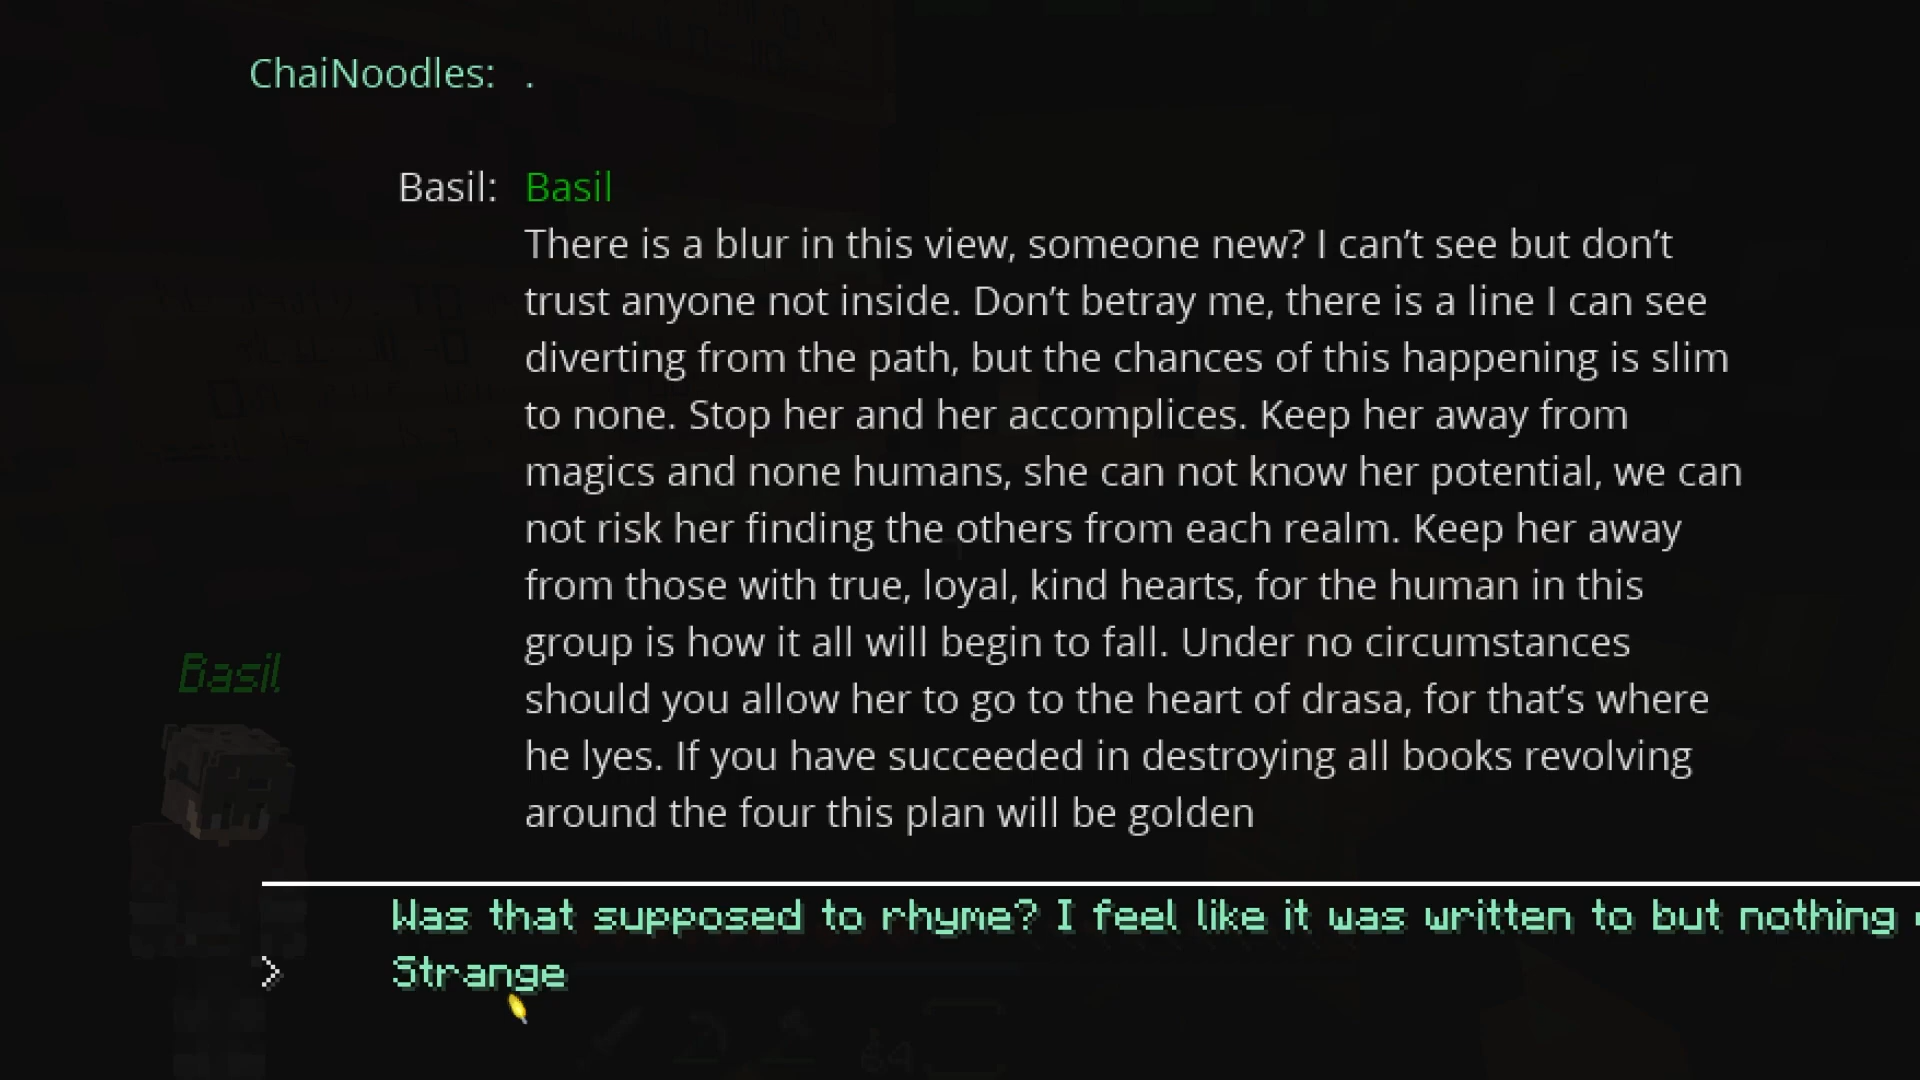 ChaiNoodles: .
Basil: Basil
There is a blur in this view, someone new? I can’t see but don’t
trust anyone not inside. Don’t betray me, there is a line I can see
diverting from the path, but the chances of this happening is slim
to none. Stop her and her accomplices. Keep her away from
magics and none humans, she can not know her potential, we can
not risk her finding the others from each realm. Keep her away
from those with true, loyal, kind hearts, for the human in this
group is how it all will begin to fall. Under no circumstances
should you allow her to go to the heart of drasa, for that’s where
he lyes. If you have succeeded in destroying all books revolving
around the four this plan will be golden
Basil
Was that supposed to rhyme? I feel like it was written to but nothing
> Strange
64